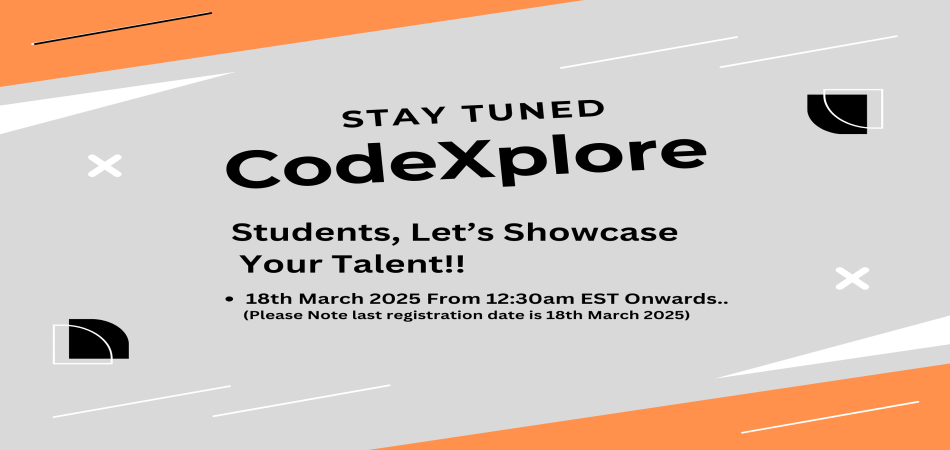 STAY TUNED
CodeXplore
Students, Let’s Showcase
Your Talent!!
• 18th March 2025 From 12:30am EST Onwards..
(Please Note last registration date is 18th March 2025)